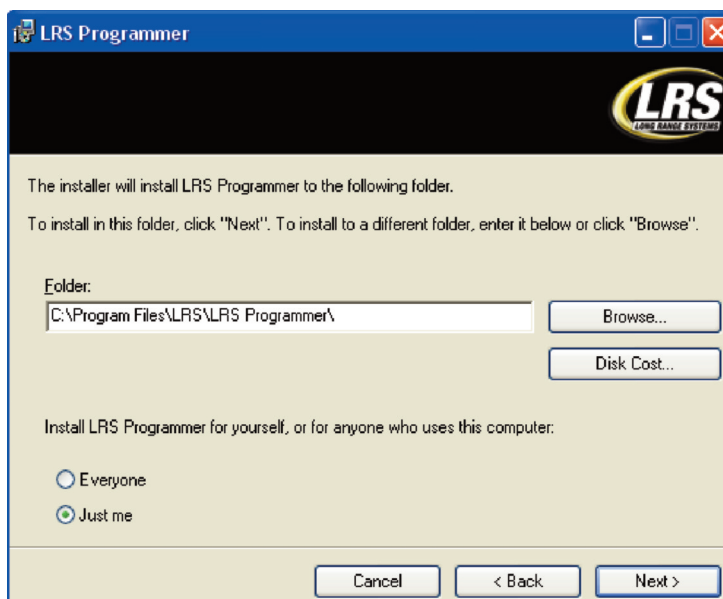 LRS Programmer
LRS
LONG RANGE SYSTEMS
The installer will install LRS Programmer to the following folder.
To install in this folder, click "Next". To install to a different folder, enter it below or click "Browse".
Folder:
C:\Program Files\LRS\LRS Programmer\
Browse...
Disk Cost...
Install LRS Programmer for yourself, or for anyone who uses this computer:
Everyone
Just me
Cancel
< Back
Next >